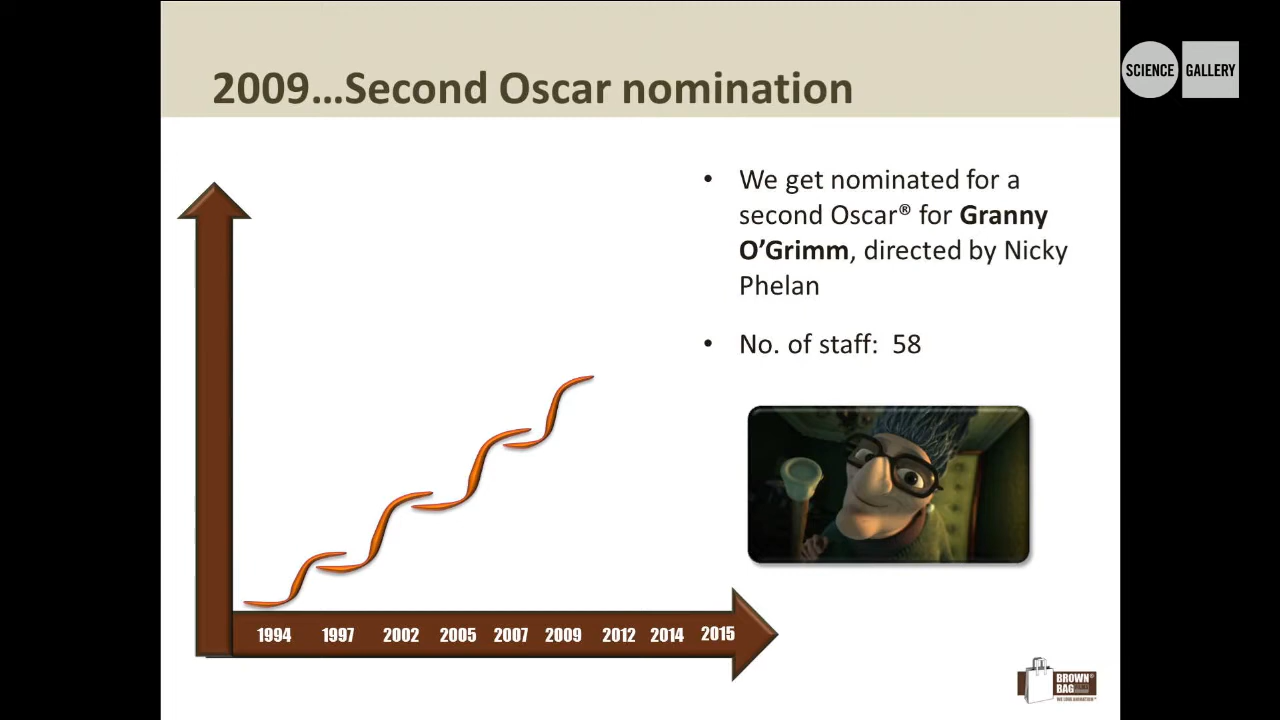 SCIENCE GALLERY
2009...Second Oscar nomination
• We get nominated for a
second Oscar® for Granny
O’Grimm, directed by Nicky
Phelan
• No. of staff: 58
1994 1997 2002 2005 2007 2009 2012 2014 2015
BROWN®
BAG